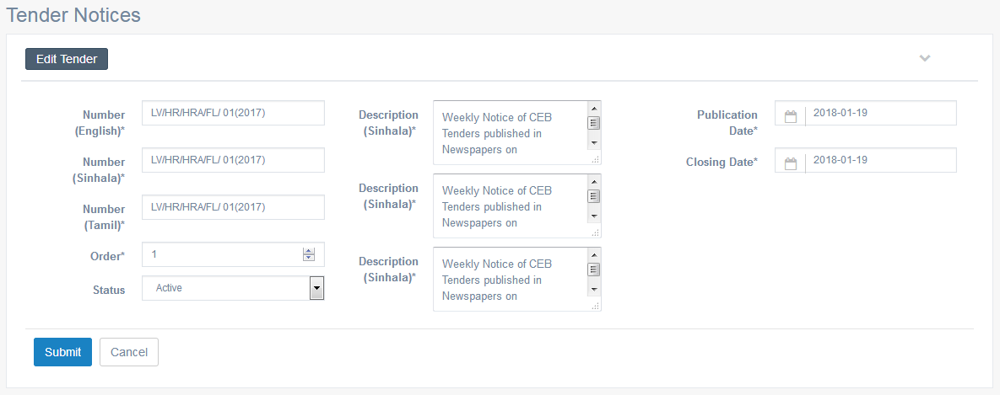 Tender Notices
Edit Tender
Number
(English)*
LV/HR/HRA/FL/ 01(2017)
Number
(Sinhala)*
LV/HR/HRA/FL/ 01(2017)
Number
(Tamil)*
LV/HR/HRA/FL/ 01(2017)
Order*
1
Status
Active
Description
(Sinhala)*
Weekly Notice of CEB
Tenders published in
Newspapers on
Description
(Sinhala)*
Weekly Notice of CEB
Tenders published in
Newspapers on
Description
(Sinhala)*
Weekly Notice of CEB
Tenders published in
Newspapers on
Publication
Date*
2018-01-19
Closing Date*
2018-01-19
Submit
Cancel